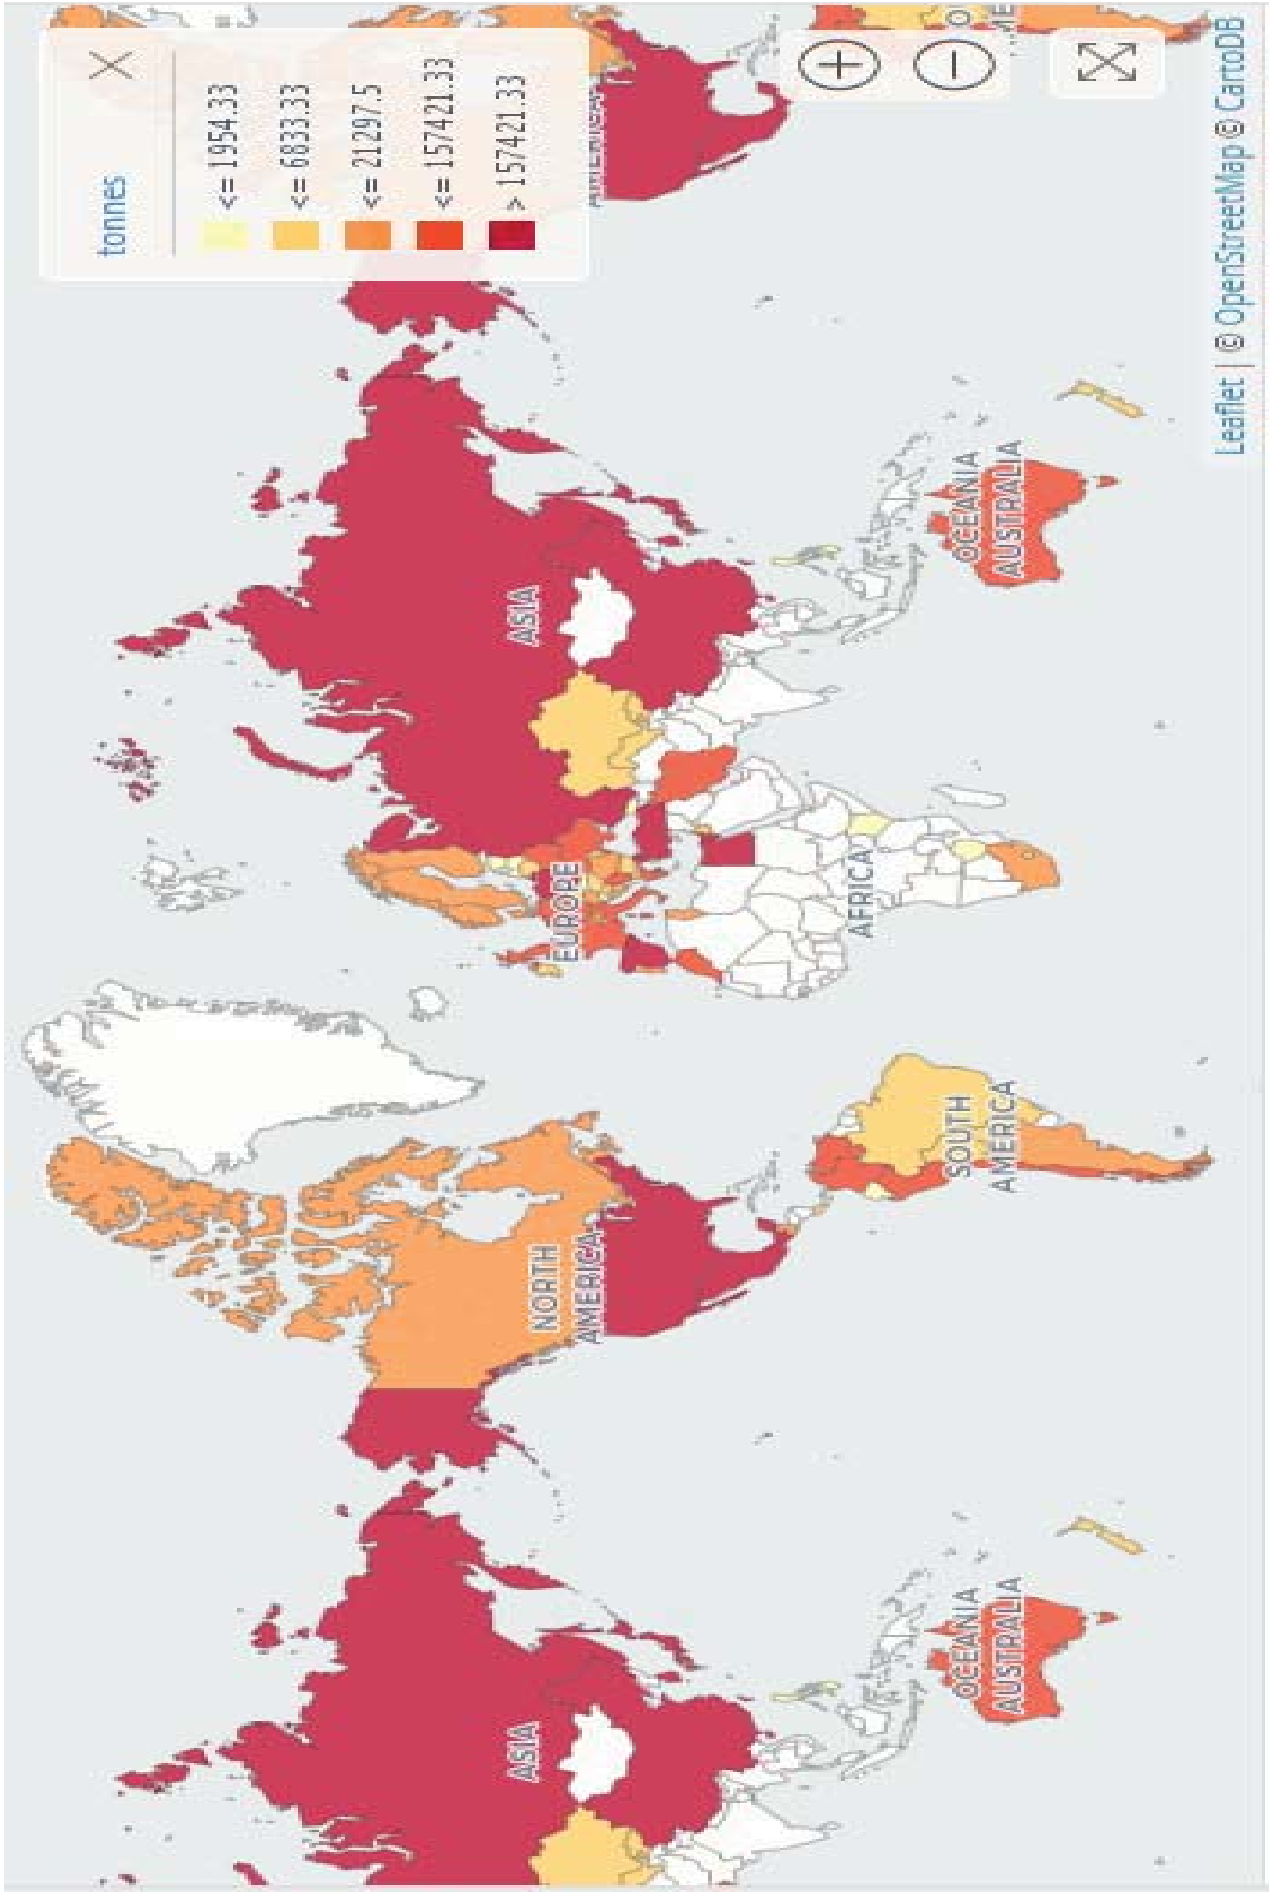 tonnes
<= 1954.33
<= 6833.33
<= 21297.5
<= 157421.33
> 157421.33
ASIA
NORTH
AMERICA
EUROPE
ASIA
AMERICA
AFRICA
OCEANIA
AUSTRALIA
SOUTH
AMERICA
OCEANIA
AUSTRALIA
Leaflet | © OpenStreetMap © CartoDB